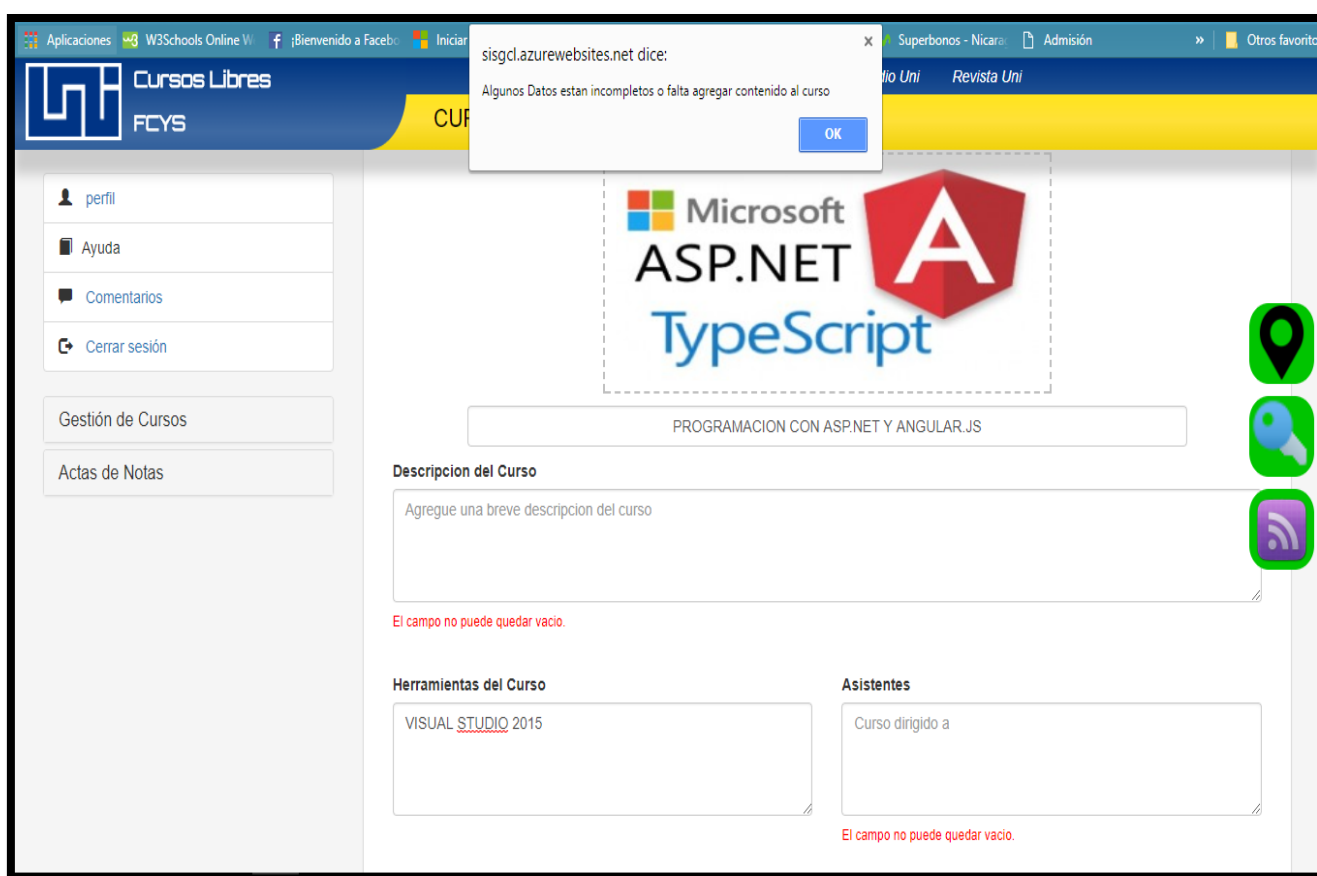 Aplicaciones W3Schools Online W ¡Bienvenido a Facebo Iniciar Superbonos - Nicara Admisión » Otros favorito
sisgcl.azurewebsites.net dice:
x
Algunos Datos estan incompletos o falta agregar contenido al curso
OK
Cursos Libres
FCYS
dio Uni Revista Uni
CUR
perfil
Ayuda
Comentarios
Cerrar sesión
Gestión de Cursos
Actas de Notas
Microsoft
ASP.NET
TypeScript
A
PROGRAMACION CON ASP.NET Y ANGULAR.JS
Descripcion del Curso
Agregue una breve descripcion del curso
El campo no puede quedar vacio.
Herramientas del Curso
VISUAL STUDIO 2015
Asistentes
Curso dirigido a
El campo no puede quedar vacio.